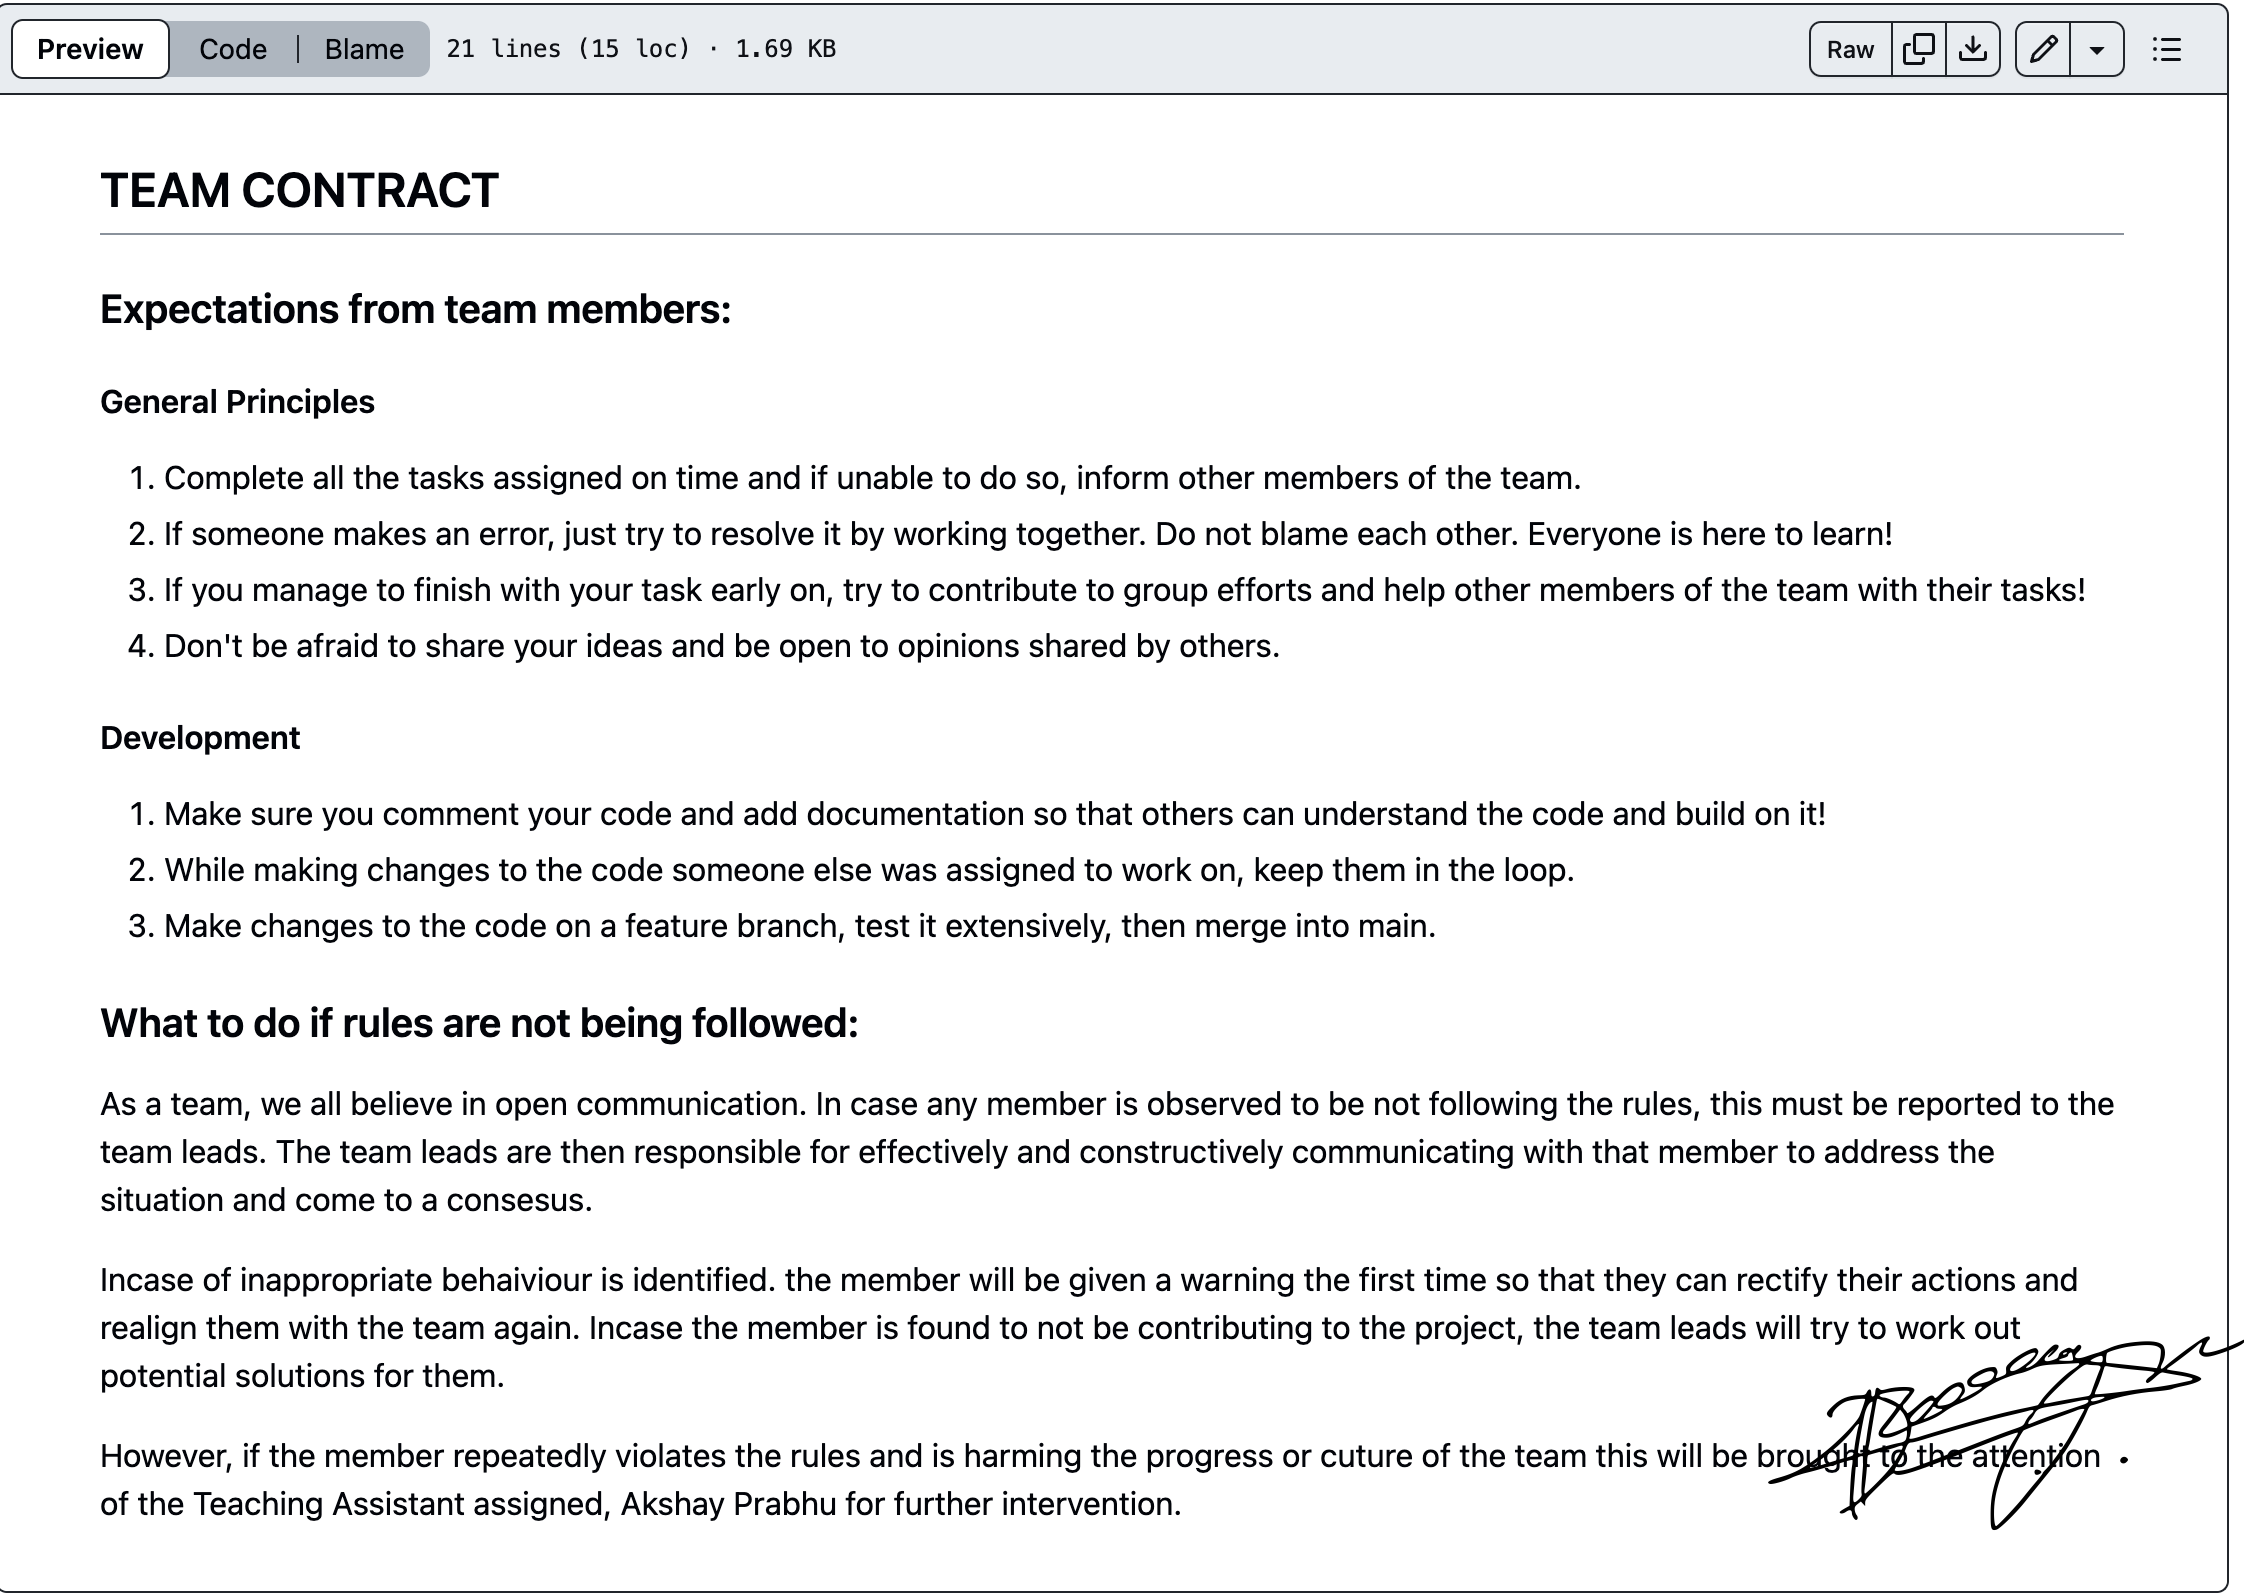 Preview Code | Blame 21 lines (15 loc) · 1.69 KB Raw
TEAM CONTRACT
Expectations from team members:
General Principles
1. Complete all the tasks assigned on time and if unable to do so, inform other members of the team.
2. If someone makes an error, just try to resolve it by working together. Do not blame each other. Everyone is here to learn!
3. If you manage to finish with your task early on, try to contribute to group efforts and help other members of the team with their tasks!
4. Don't be afraid to share your ideas and be open to opinions shared by others.
Development
1. Make sure you comment your code and add documentation so that others can understand the code and build on it!
2. While making changes to the code someone else was assigned to work on, keep them in the loop.
3. Make changes to the code on a feature branch, test it extensively, then merge into main.
What to do if rules are not being followed:
As a team, we all believe in open communication. In case any member is observed to be not following the rules, this must be reported to the
team leads. The team leads are then responsible for effectively and constructively communicating with that member to address the
situation and come to a consesus.
Incase of inappropriate behaiviour is identified. the member will be given a warning the first time so that they can rectify their actions and
realign them with the team again. Incase the member is found to not be contributing to the project, the team leads will try to work out
potential solutions for them.
However, if the member repeatedly violates the rules and is harming the progress or cuture of the team this will be brought to the attention
of the Teaching Assistant assigned, Akshay Prabhu for further intervention.